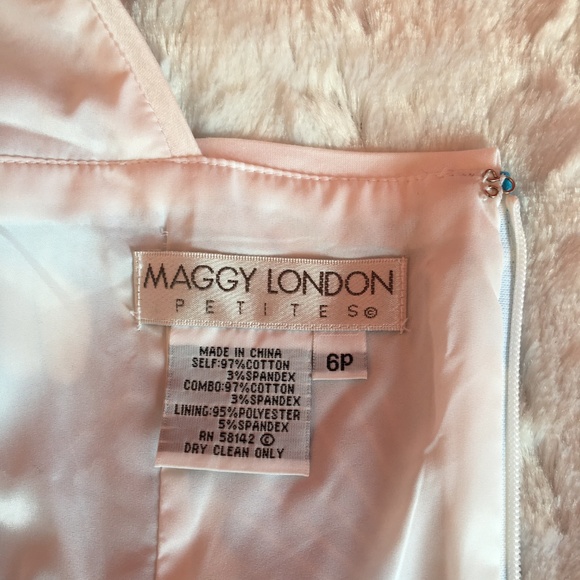 MAGGY LONDON
PETITES©
6P
MADE IN CHINA
SELF:97%COTTON
3%SPANDEX
COMBO:97%COTTON
3%SPANDEX
LINING:95%POLYESTER
5%SPANDEX
RN 58142 ©
DRY CLEAN ONLY